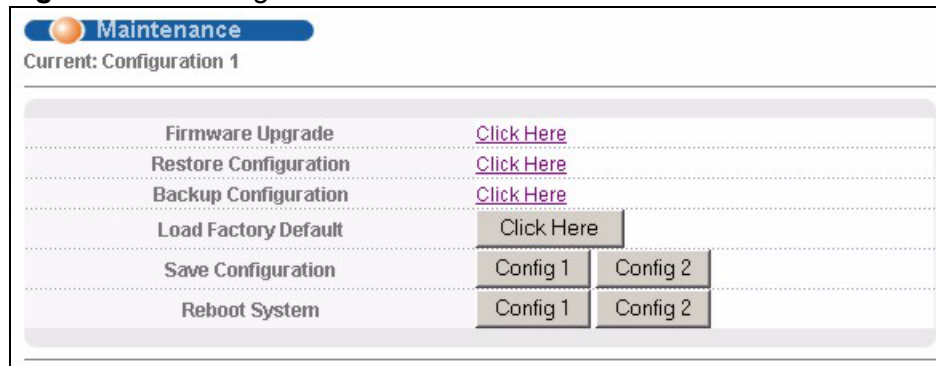 Maintenance
Current: Configuration 1
Firmware Upgrade Click Here
Restore Configuration Click Here
Backup Configuration Click Here
Load Factory Default Click Here
Save Configuration Config 1 Config 2
Reboot System Config 1 Config 2